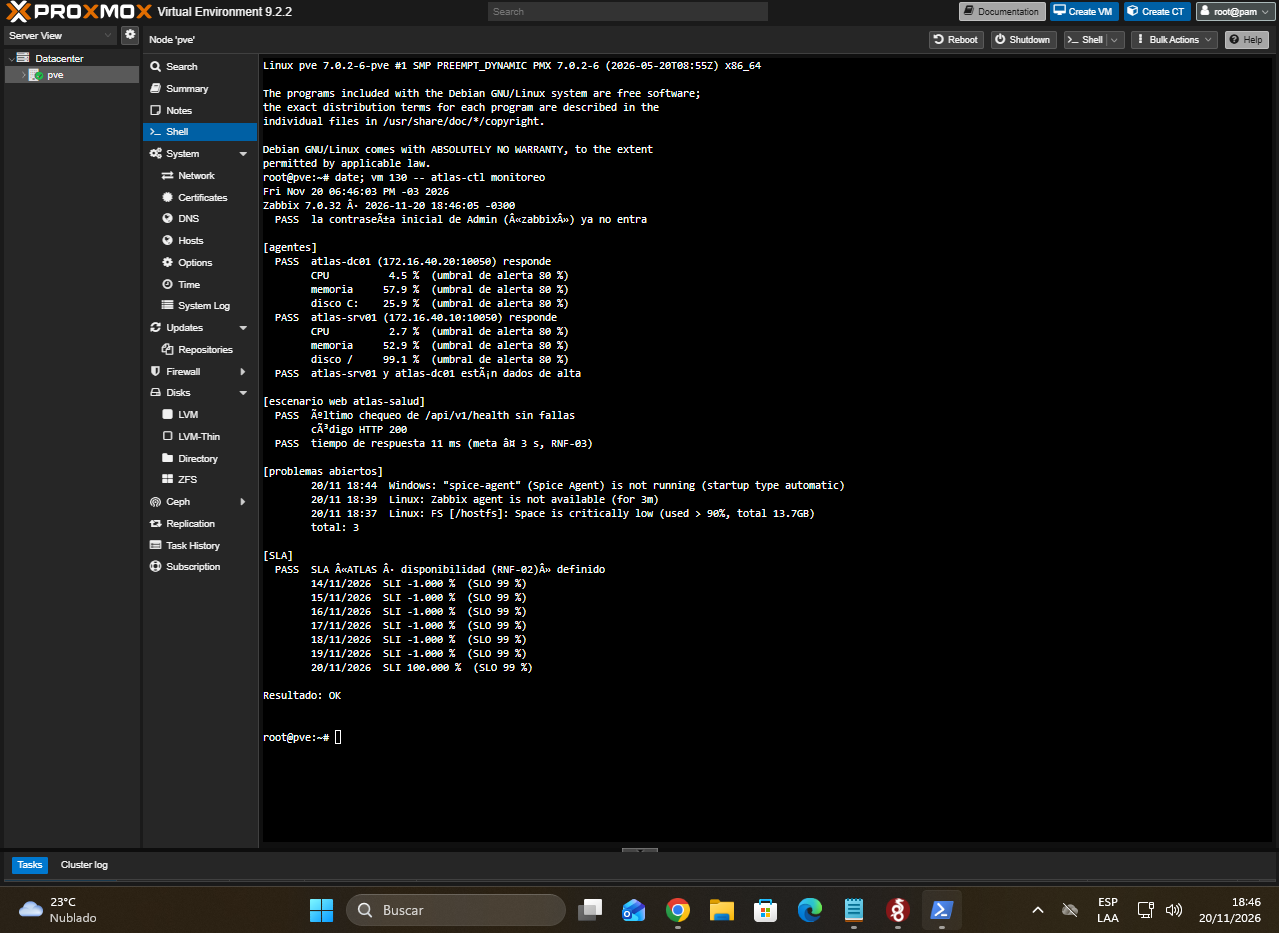 PROXMOX Virtual Environment 9.2.2
Search
Documentation
Create VM
Create CT
root@pam
Server View
Node 'pve'
Reboot
Shutdown
Shell
Bulk Actions
Help
Datacenter
pve
Search
Summary
Notes
Shell
System
Network
Certificates
DNS
Hosts
Options
Time
System Log
Updates
Repositories
Firewall
Disks
LVM
LVM-Thin
Directory
ZFS
Ceph
Replication
Task History
Subscription
Linux pve 7.0.2-6-pve #1 SMP PREEMPT_DYNAMIC PMX 7.0.2-6 (2026-05-20T08:55Z) x86_64
The programs included with the Debian GNU/Linux system are free software;
the exact distribution terms for each program are described in the
individual files in /usr/share/doc/*/copyright.
Debian GNU/Linux comes with ABSOLUTELY NO WARRANTY, to the extent
permitted by applicable law.
root@pve:~# date; vm 130 -- atlas-ctl monitoreo
Fri Nov 20 06:46:03 PM -03 2026
Zabbix 7.0.32 Â· 2026-11-20 18:46:05 -0300
PASS la contraseÃ±a inicial de Admin (Â«zabbixÂ») ya no entra
[agentes]
PASS atlas-dc01 (172.16.40.20:10050) responde
CPU 4.5 % (umbral de alerta 80 %)
memoria 57.9 % (umbral de alerta 80 %)
disco C: 25.9 % (umbral de alerta 80 %)
PASS atlas-srv01 (172.16.40.10:10050) responde
CPU 2.7 % (umbral de alerta 80 %)
memoria 52.9 % (umbral de alerta 80 %)
disco / 99.1 % (umbral de alerta 80 %)
PASS atlas-srv01 y atlas-dc01 estÃ¡n dados de alta
[escenario web atlas-salud]
PASS Ãºltimo chequeo de /api/v1/health sin fallas
cÃ³digo HTTP 200
PASS tiempo de respuesta 11 ms (meta â¤ 3 s, RNF-03)
[problemas abiertos]
20/11 18:44 Windows: "spice-agent" (Spice Agent) is not running (startup type automatic)
20/11 18:39 Linux: Zabbix agent is not available (for 3m)
20/11 18:37 Linux: FS [/hostfs]: Space is critically low (used > 90%, total 13.7GB)
total: 3
[SLA]
PASS SLA Â«ATLAS Â· disponibilidad (RNF-02)Â» definido
14/11/2026 SLI -1.000 % (SLO 99 %)
15/11/2026 SLI -1.000 % (SLO 99 %)
16/11/2026 SLI -1.000 % (SLO 99 %)
17/11/2026 SLI -1.000 % (SLO 99 %)
18/11/2026 SLI -1.000 % (SLO 99 %)
19/11/2026 SLI -1.000 % (SLO 99 %)
20/11/2026 SLI 100.000 % (SLO 99 %)
Resultado: OK
root@pve:~#
Tasks
Cluster log
23°C
Nublado
Buscar
ESP
LAA
18:46
20/11/2026